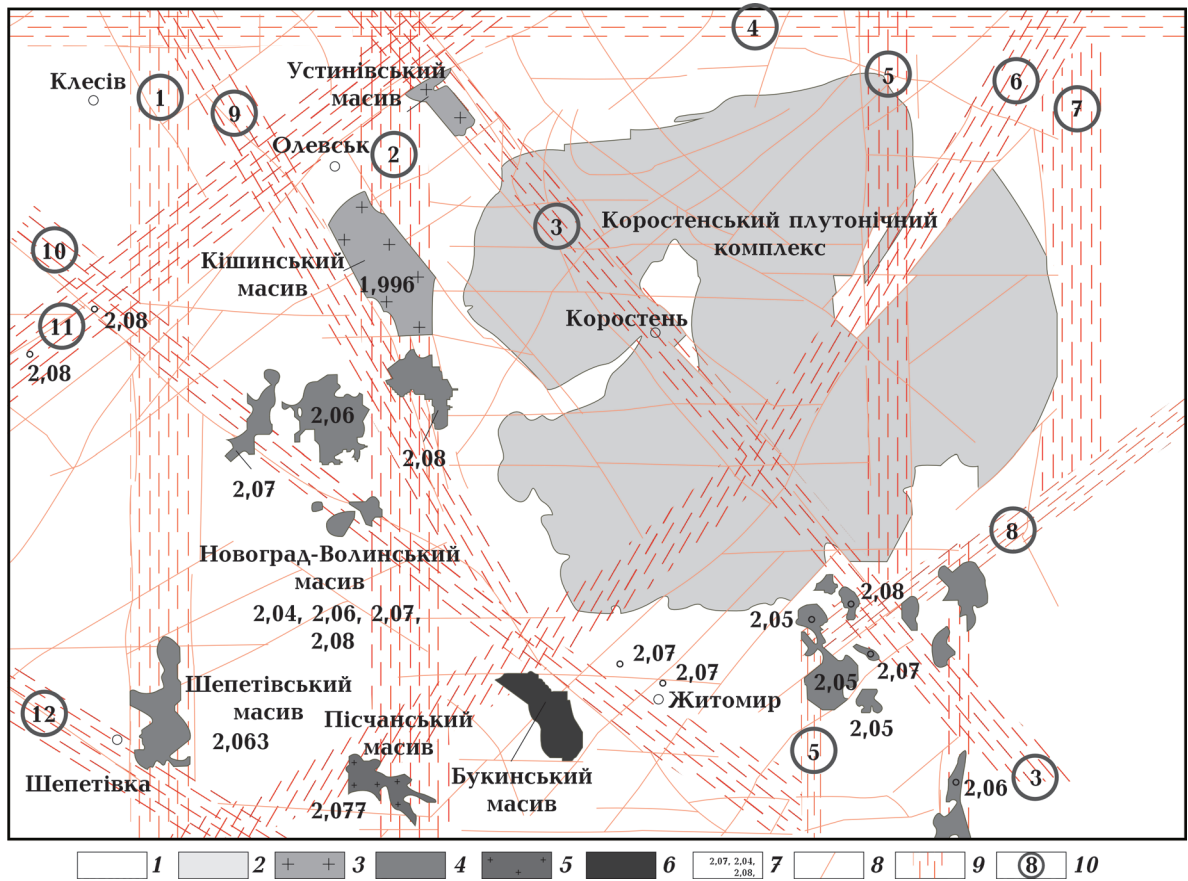 4
Устинівський
масив
Клесів
1
9
5
6
7
Олевськ
2
3
Коростенський плутонічний
комплекс
10
Кішинський
масив
1,996
11
2,08
2,08
Коростень
2,06
2,07
2,08
8
Новоград-Волинський
масив
2,04, 2,06, 2,07,
2,08
2,08
2,05
2,07
2,07
2,07
2,05
2,05
Житомир
Шепетівський
масив
2,063
12
Пісчанський
масив
2,077
Букинський
масив
Шепетівка
5
3
2,06
1 2 3 4 5 6 2,07, 2,04, 7 8 9 8 10
2,08,